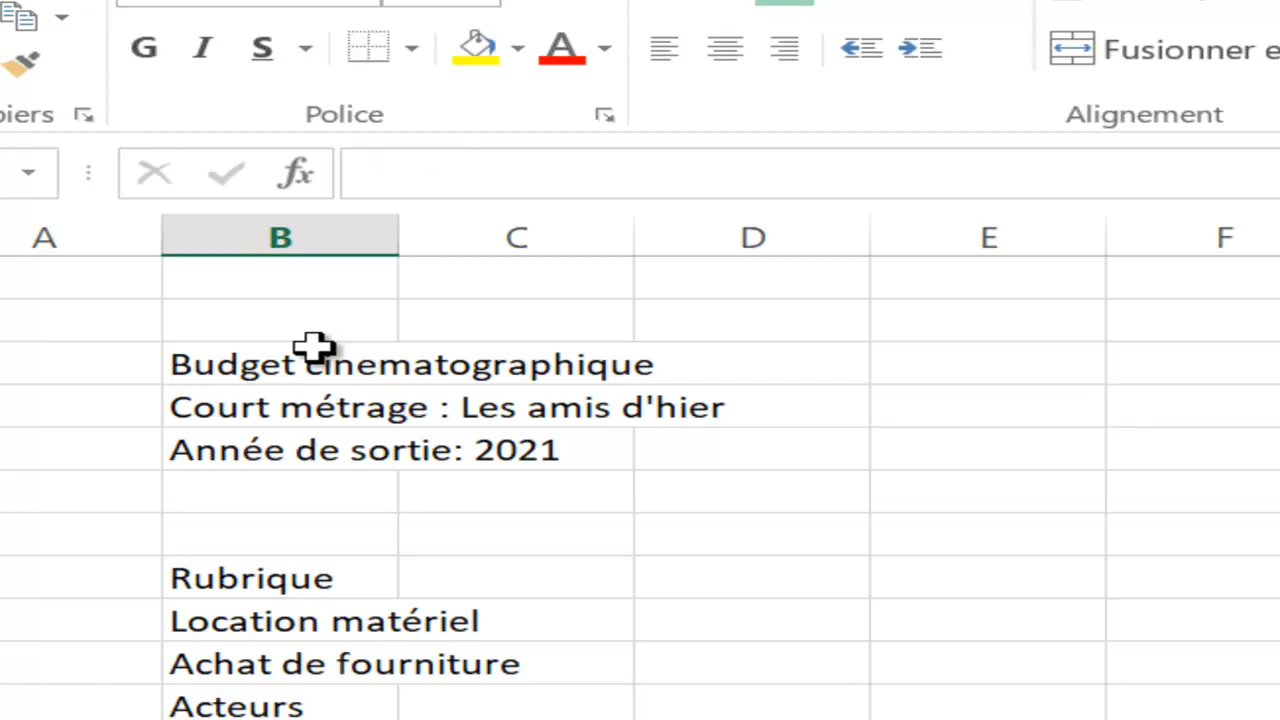 G I S A Fusionner e
piers Police Alignement
fx
A B C D E F
Budget cinematographique
Court métrage : Les amis d'hier
Année de sortie: 2021
Rubrique
Location matériel
Achat de fourniture
Acteurs